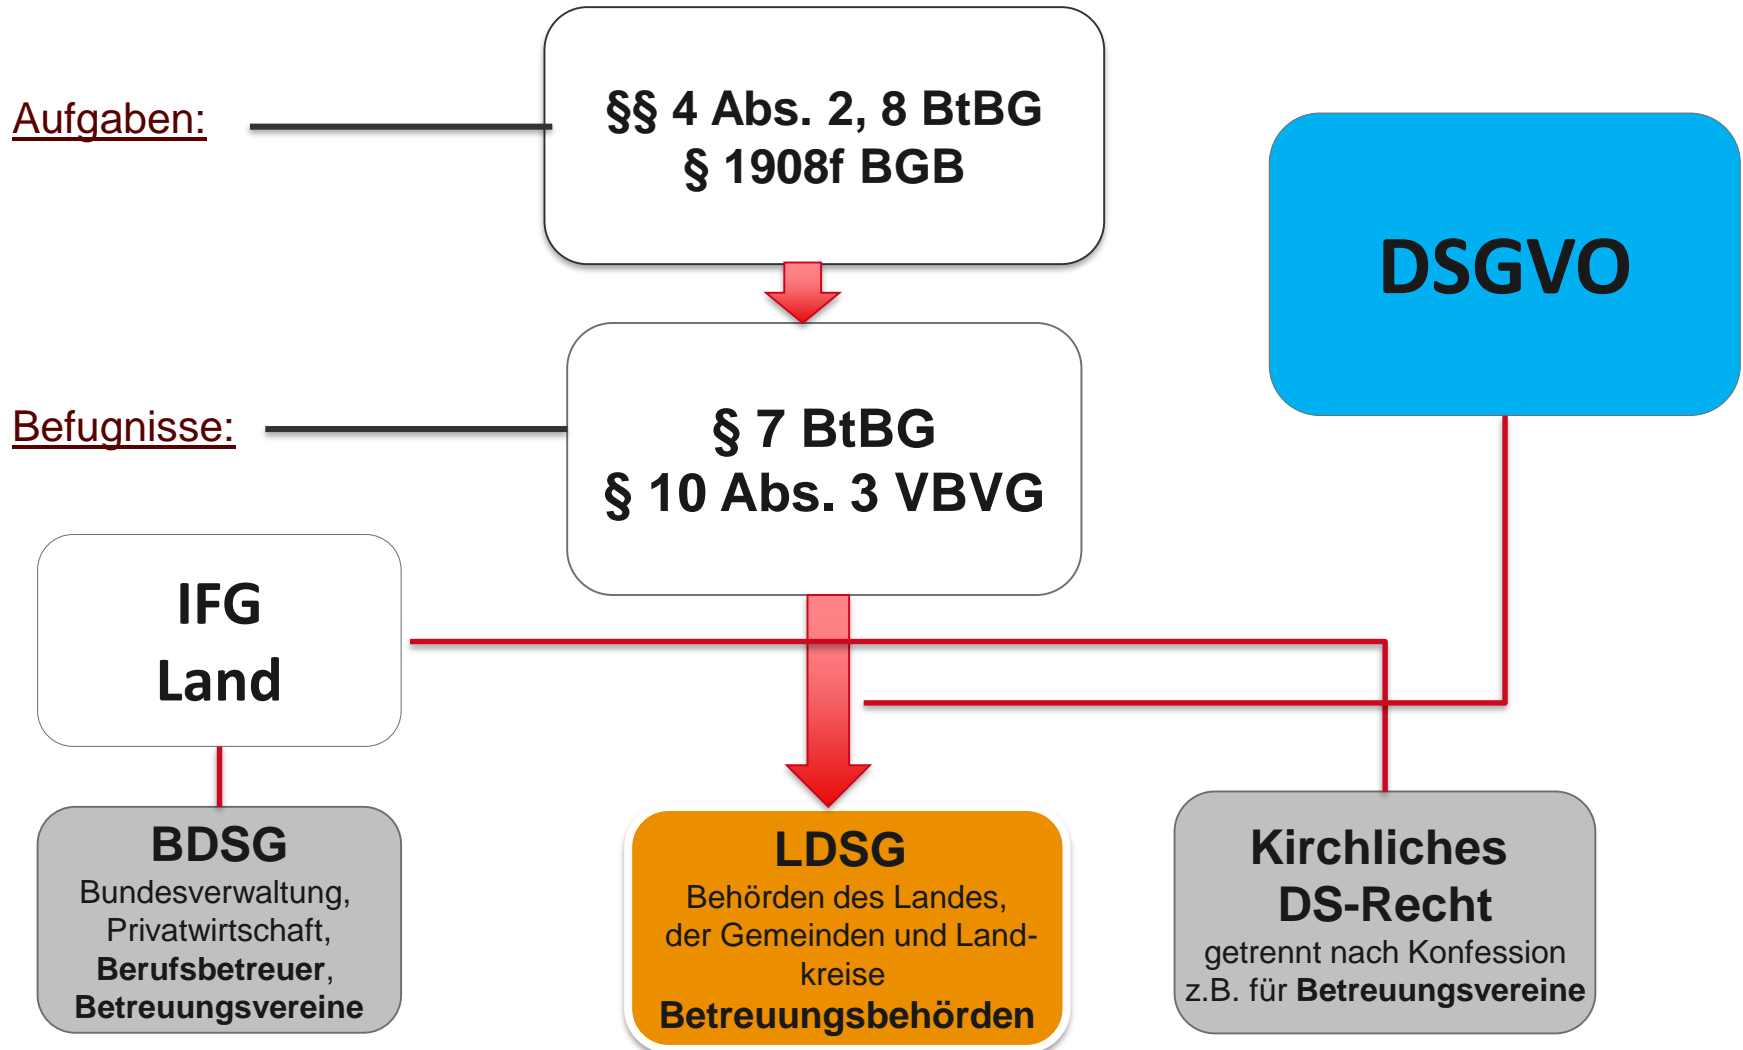 Aufgaben:
§§ 4 Abs. 2, 8 BtBG
§ 1908f BGB
DSGVO
Befugnisse:
§ 7 BtBG
§ 10 Abs. 3 VBVG
IFG
Land
BDSG
Bundesverwaltung,
Privatwirtschaft,
Berufsbetreuer,
Betreuungsvereine
LDSG
Behörden des Landes,
der Gemeinden und Land-
kreise
Betreuungsbehörden
Kirchliches
DS-Recht
getrennt nach Konfession
z.B. für Betreuungsvereine